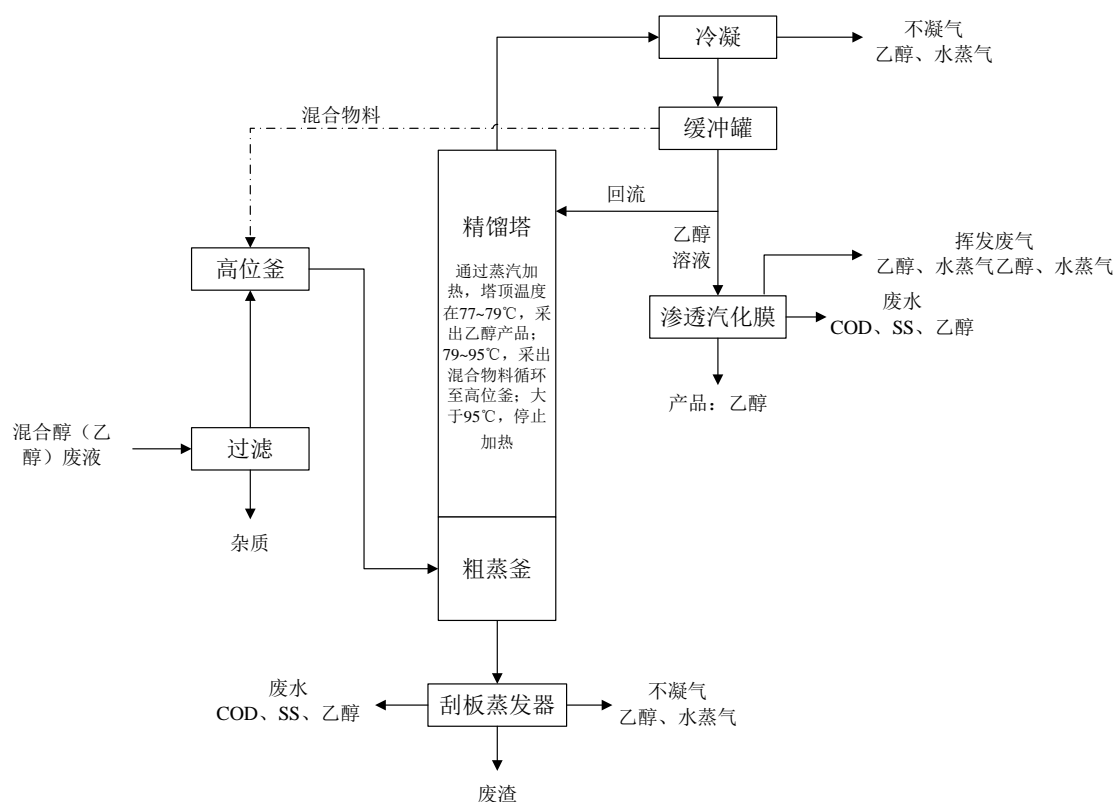 冷凝
不凝气
乙醇、水蒸气
混合物料
缓冲罐
回流
精馏塔
乙醇
溶液
挥发废气
乙醇、水蒸气乙醇、水蒸气
高位釜
通过蒸汽加
热，塔顶温度
在77~79℃，采
出乙醇产品；
79~95℃，采出
混合物料循环
至高位釜；大
于95℃，停止
加热
渗透汽化膜
废水
COD、SS、乙醇
产品：乙醇
混合醇（乙
醇）废液
过滤
杂质
粗蒸釜
废水
COD、SS、乙醇
刮板蒸发器
不凝气
乙醇、水蒸气
废渣